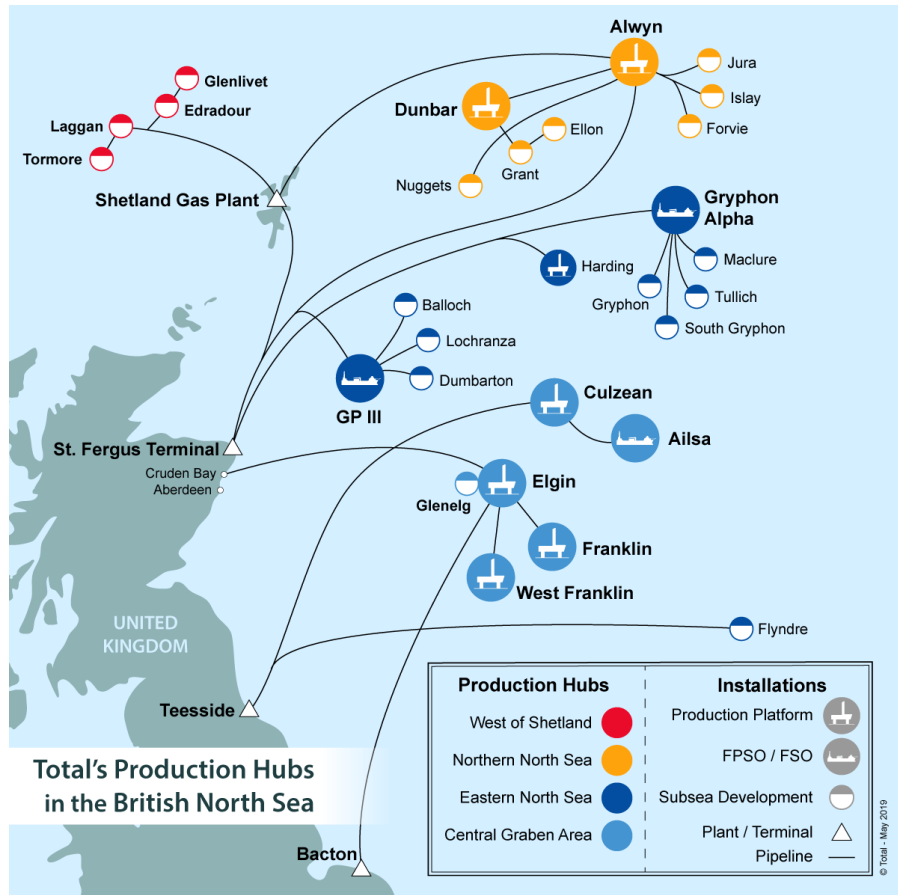 Alwyn
Glenlivet
Jura
Edradour
Islay
Dunbar
Laggan
Ellon
Forvie
Tormore
Grant
Nuggets
Shetland Gas Plant
Gryphon
Alpha
Maclure
Harding
Gryphon
Tullich
South Gryphon
Balloch
Lochranza
Dumbarton
GP III
Culzean
Ailsa
St. Fergus Terminal
Cruden Bay
Aberdeen
Elgin
Glenelg
Franklin
West Franklin
UNITED
KINGDOM
Flyndre
Teesside
Total's Production Hubs
in the British North Sea
Bacton
Production Hubs
West of Shetland
Northern North Sea
Eastern North Sea
Central Graben Area
Installations
Production Platform
FPSO / FSO
Subsea Development
Plant / Terminal
Pipeline
© Total - May 2019